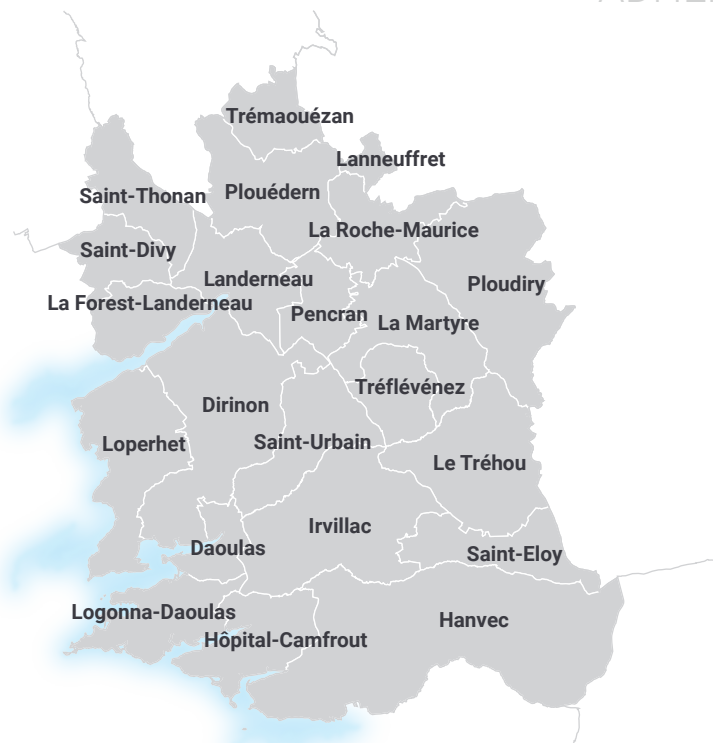 Trémaouézan
Lanneuffret
Saint-Thonan
Plouédern
La Roche-Maurice
Saint-Divy
Landerneau
Ploudiry
La Forest-Landerneau
Pencran
La Martyre
Tréflévénez
Dirinon
Loperhet
Saint-Urbain
Le Tréhou
Irvillac
Daoulas
Saint-Eloy
Logonna-Daoulas
Hanvec
Hôpital-Camfrout